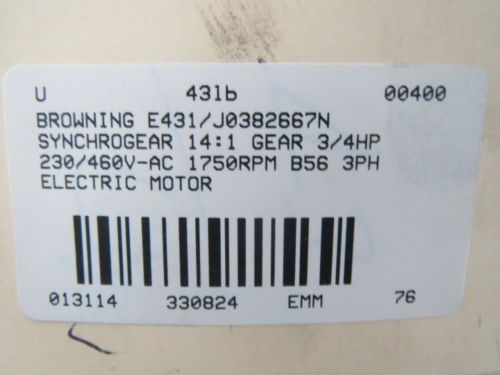 U 431b 00400
BROWNING E431/J0382667N
SYNCHROGEAR 14:1 GEAR 3/4HP
230/460V-AC 1750RPM B56 3PH
ELECTRIC MOTOR
013114 330824 EMM 76